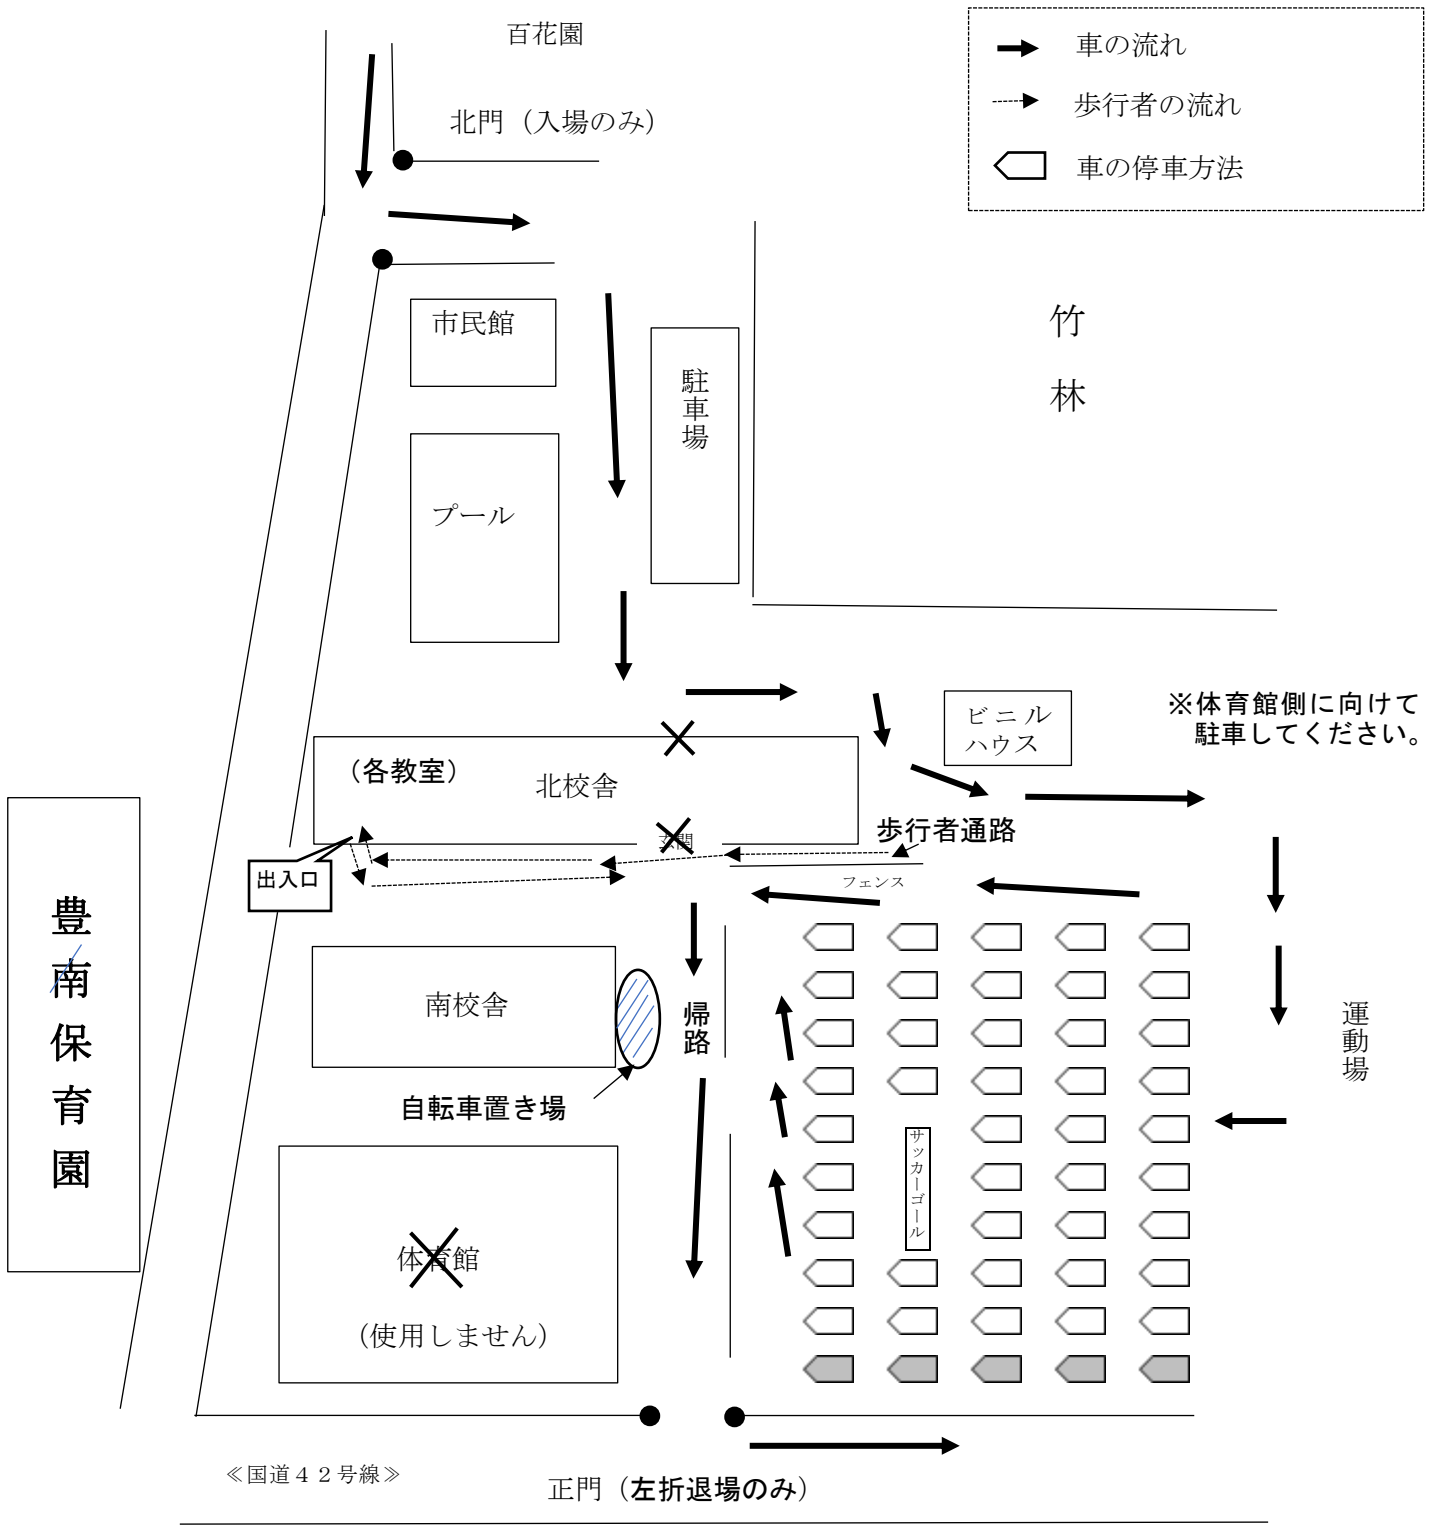 百花園
車の流れ
歩行者の流れ
車の停車方法
北門（入場のみ）
市民館
駐車場
竹林
プール
ビニル
ハウス
※体育館側に向けて
駐車してください。
（各教室）
北校舎
玄関
歩行者通路
出入口
フェンス
豊南保育園
南校舎
帰路
運動場
自転車置き場
サッカーゴール
体育館
（使用しません）
≪国道４２号線≫
正門（左折退場のみ）